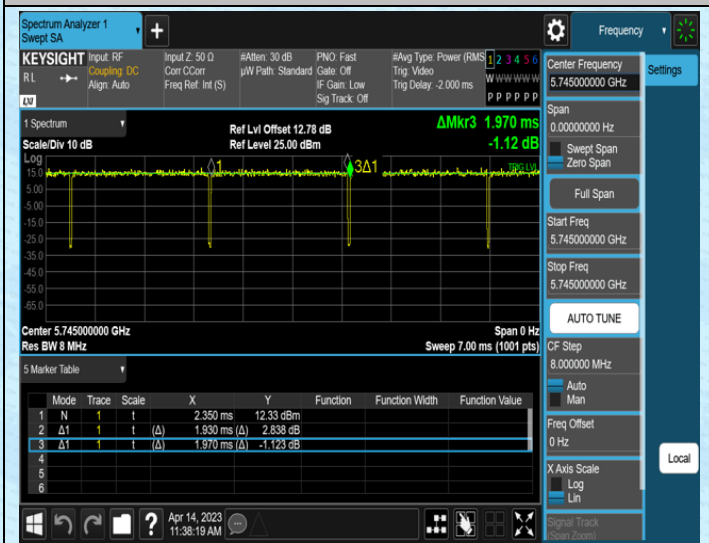 Spectrum Analyzer 1
Swept SA
+
Frequency
KEYSIGHT
RL
LXI
Input: RF
Coupling: DC
Align: Auto
Input Z: 50 Ω
Corr CCorr
Freq Ref: Int (S)
#Atten: 30 dB
µW Path: Standard
PNO: Fast
Gate: Off
IF Gain: Low
Sig Track: Off
#Avg Type: Power (RMS
Trig: Video
Trig Delay: -2.000 ms
1 2 3 4 5 6
W W W W W W
P P P P P P
Center Frequency
5.745000000 GHz
Settings
1 Spectrum
Scale/Div 10 dB
Ref Lvl Offset 12.78 dB
Ref Level 25.00 dBm
ΔMkr3 1.970 ms
-1.12 dB
Log
15.0
5.00
-5.00
-15.0
-25.0
-35.0
-45.0
-55.0
-65.0
1
3Δ1
TRIG LVL
Center 5.745000000 GHz
Res BW 8 MHz
Span 0 Hz
Sweep 7.00 ms (1001 pts)
Span
0.00000000 Hz
Swept Span
Zero Span
Full Span
Start Freq
5.745000000 GHz
Stop Freq
5.745000000 GHz
AUTO TUNE
CF Step
8.000000 MHz
Auto
Man
Freq Offset
0 Hz
X Axis Scale
Log
Lin
Signal Track
(Span Zoom)
Local
5 Marker Table
Mode Trace Scale X Y Function Function Width Function Value
1 N 1 t 2.350 ms 12.33 dBm
2 Δ1 1 t (Δ) 1.930 ms (Δ) 2.838 dB
3 Δ1 1 t (Δ) 1.970 ms (Δ) -1.123 dB
4
5
6
?
Apr 14, 2023
11:38:19 AM